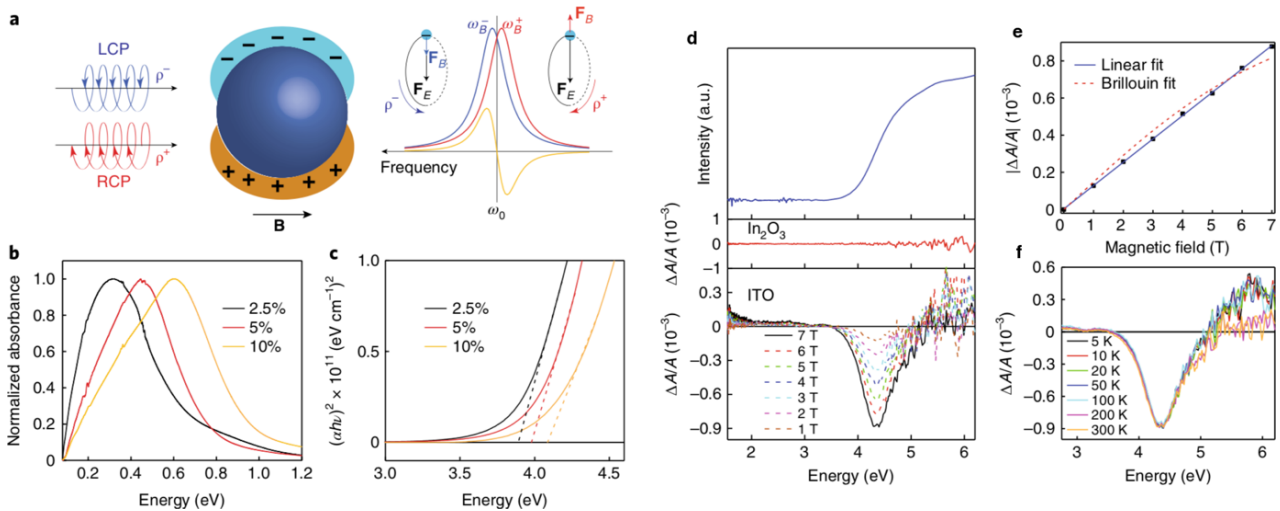 a
LCP
ρ⁻
ρ⁺
RCP
− − − − −
+ + + + + +
B
ω_B⁻ ω_B⁺
F_B
F_E
ρ⁻
F_B
F_E
ρ⁺
Frequency
ω₀
b
Normalized absorbance
1.0
0.8
0.6
0.4
0.2
0
2.5%
5%
10%
0.2 0.4 0.6 0.8 1.0 1.2
Energy (eV)
c
(αhυ)² × 10¹¹ (eV cm⁻¹)²
1.0
0.5
0
2.5%
5%
10%
3.0 3.5 4.0 4.5
Energy (eV)
d
Intensity (a.u.)
ΔA/A (10⁻³)
1
0
−1
In₂O₃
ΔA/A (10⁻³)
0.3
0
−0.3
−0.6
−0.9
ITO
7 T
6 T
5 T
4 T
3 T
2 T
1 T
2 3 4 5 6
Energy (eV)
e
|ΔA/A| (10⁻³)
0.8
0.6
0.4
0.2
0
Linear fit
Brillouin fit
0 1 2 3 4 5 6 7
Magnetic field (T)
f
ΔA/A (10⁻³)
0.6
0.3
0
−0.3
−0.6
−0.9
5 K
10 K
20 K
50 K
100 K
200 K
300 K
3 4 5 6
Energy (eV)